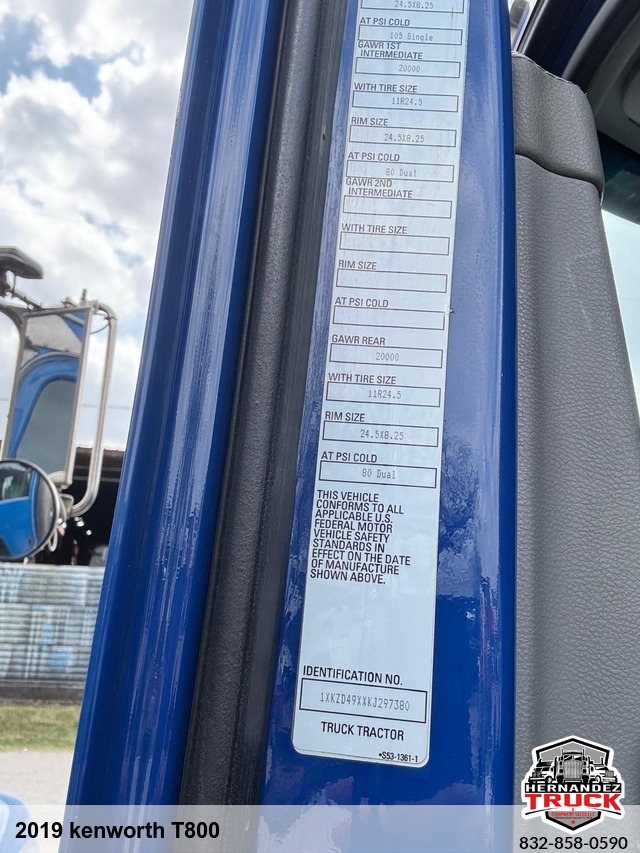 24.5X8.25
AT PSI COLD
105 Single
GAWR 1ST
INTERMEDIATE
20000
WITH TIRE SIZE
11R24.5
RIM SIZE
24.5X8.25
AT PSI COLD
80 Dual
GAWR 2ND
INTERMEDIATE
WITH TIRE SIZE
RIM SIZE
AT PSI COLD
GAWR REAR
20000
WITH TIRE SIZE
11R24.5
RIM SIZE
24.5X8.25
AT PSI COLD
80 Dual
THIS VEHICLE
CONFORMS TO ALL
APPLICABLE U.S.
FEDERAL MOTOR
VEHICLE SAFETY
STANDARDS IN
EFFECT ON THE DATE
OF MANUFACTURE
SHOWN ABOVE.
IDENTIFICATION NO.
1XKZD49XXKJ297380
TRUCK TRACTOR
*S53-1361-1
HERNANDEZ
TRUCK
EQUIPMENT SALES LLC
832-858-0590
2019 kenworth T800